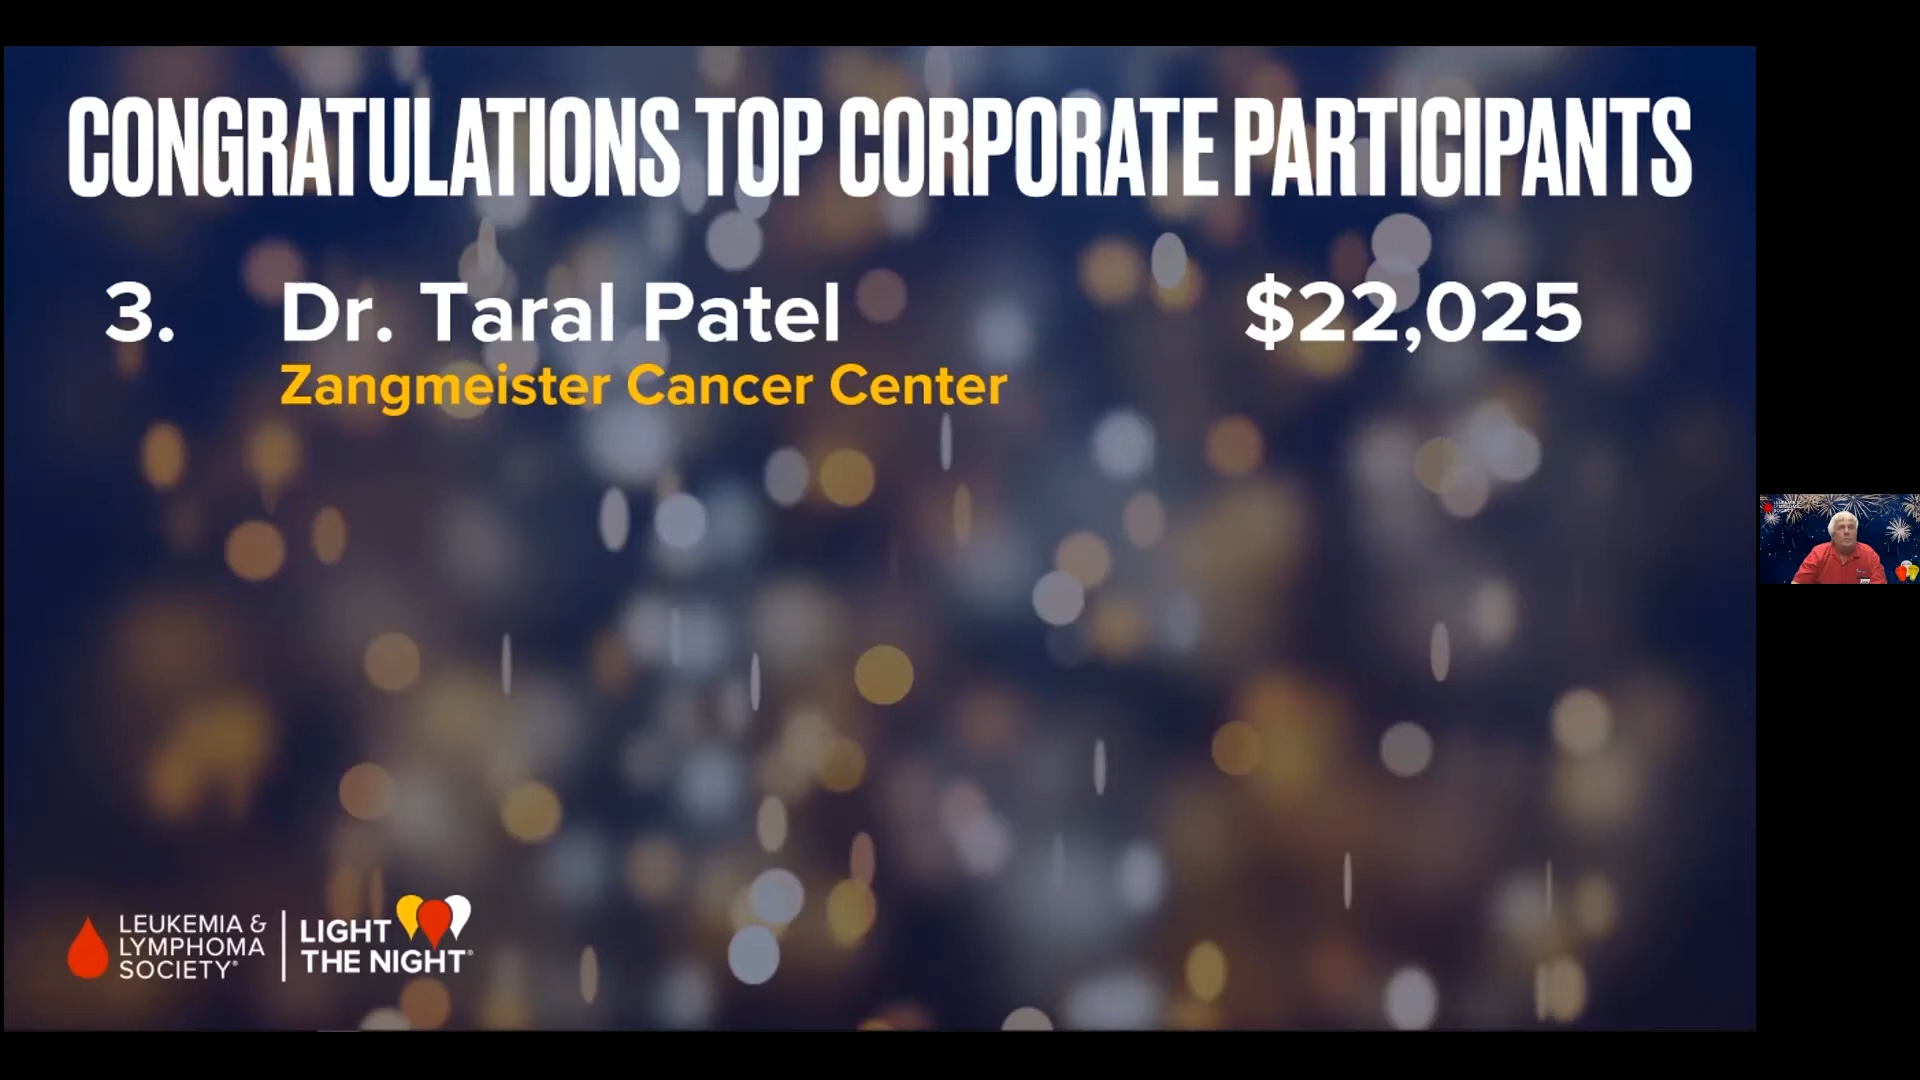 CONGRATULATIONS TOP CORPORATE PARTICIPANTS
3. Dr. Taral Patel $22,025
Zangmeister Cancer Center
LEUKEMIA &
LYMPHOMA
SOCIETY®
LIGHT
THE NIGHT®